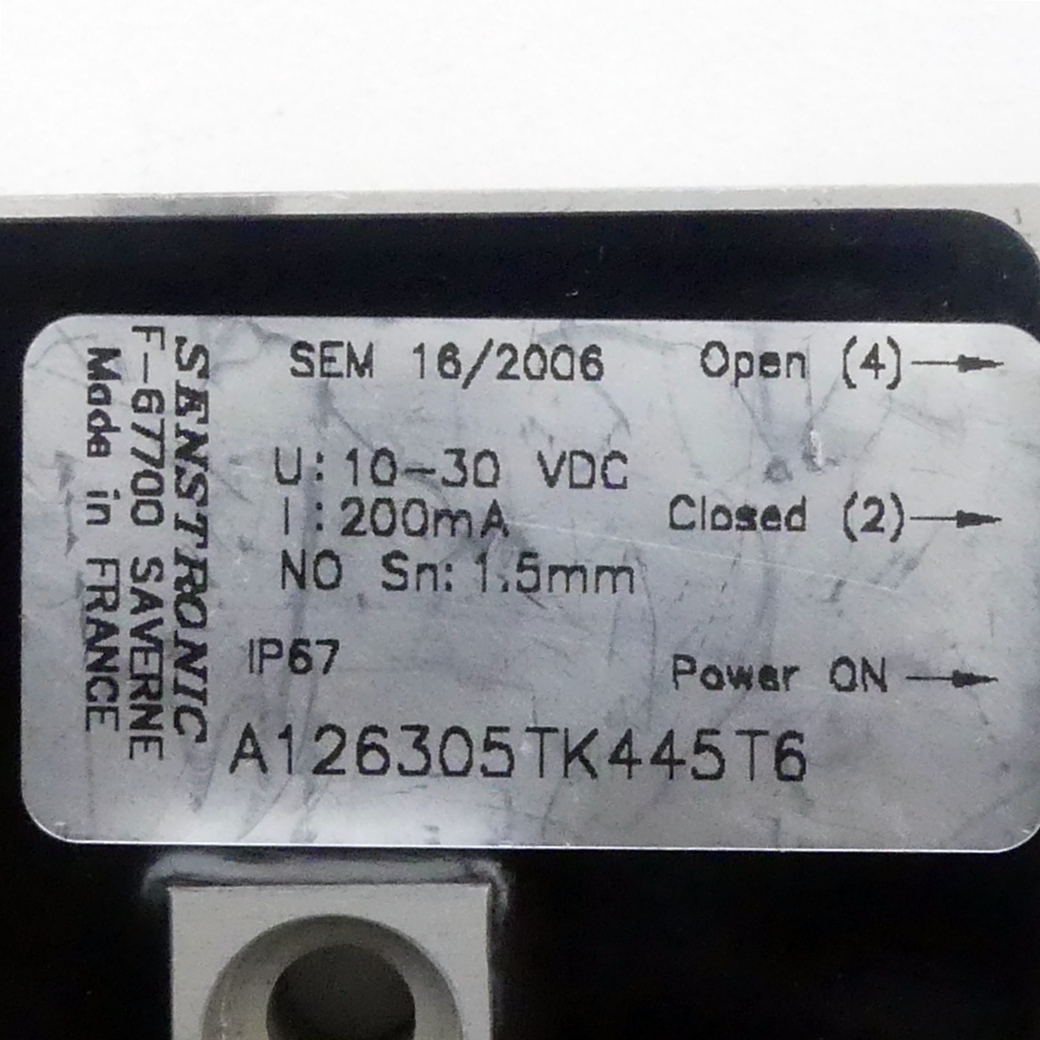 SENSTRONIC
F-67700 SAVERNE
Made in FRANCE
SEM 16/2006
Open (4)
U: 10-30 VDC
I : 200mA
Closed (2)
NO Sn: 1.5mm
IP67
Power ON
A126305TK445T6